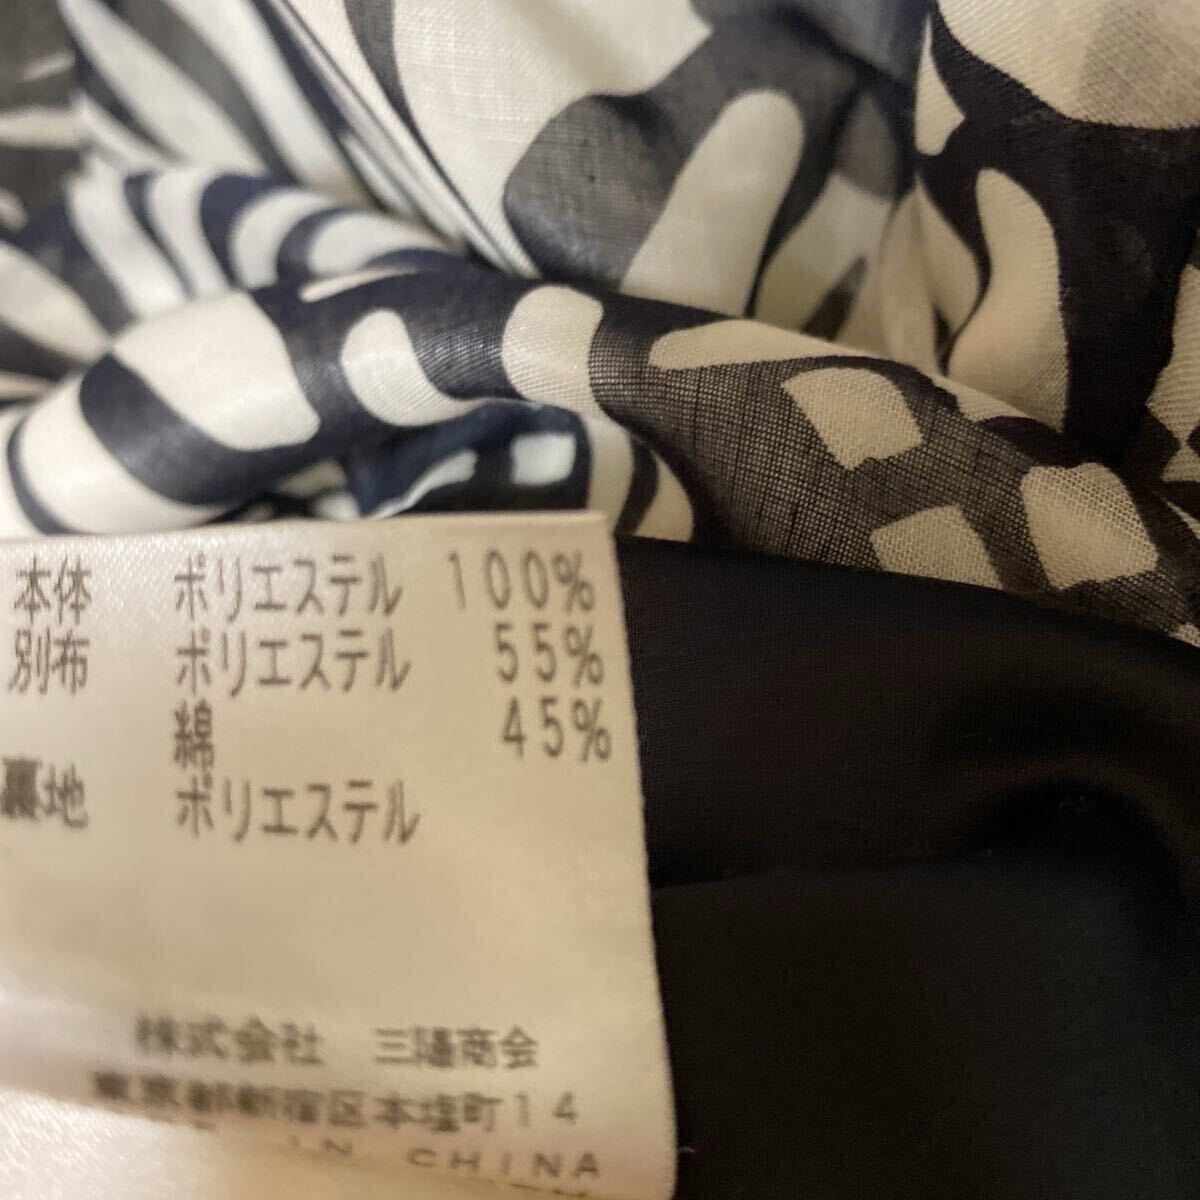 本体 ポリエステル 100%
別布 ポリエステル 55%
綿 45%
裏地 ポリエステル
株式会社 三陽商会
東京都新宿区本塩町14
IN CHINA